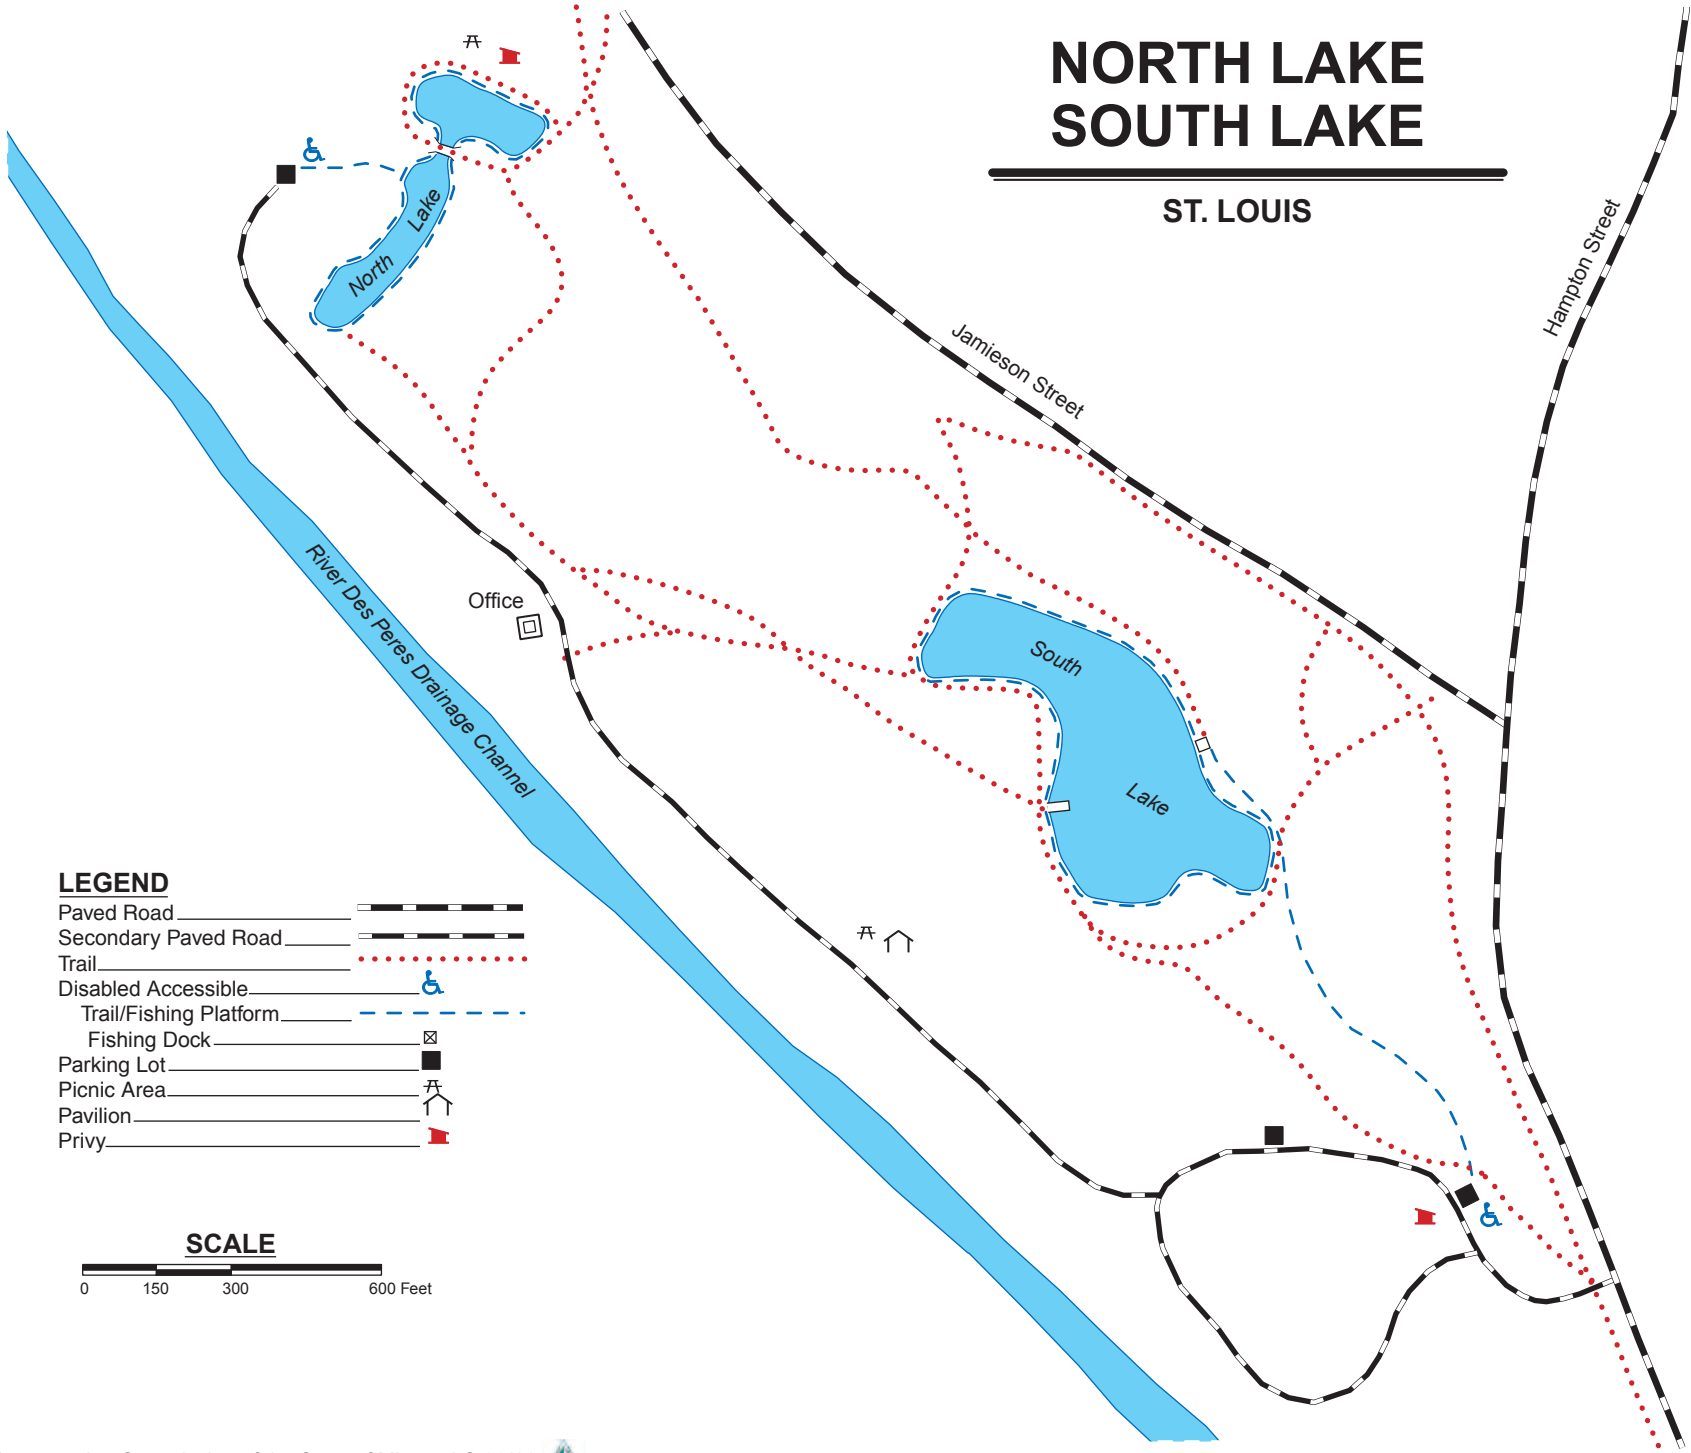 NORTH LAKE
SOUTH LAKE
ST. LOUIS
Hampton Street
Jamieson Street
North Lake
River Des Peres Drainage Channel
Office
South
Lake
LEGEND
Paved Road
Secondary Paved Road
Trail
Disabled Accessible
Trail/Fishing Platform
Fishing Dock
Parking Lot
Picnic Area
Pavilion
Privy
SCALE
0 150 300 600 Feet